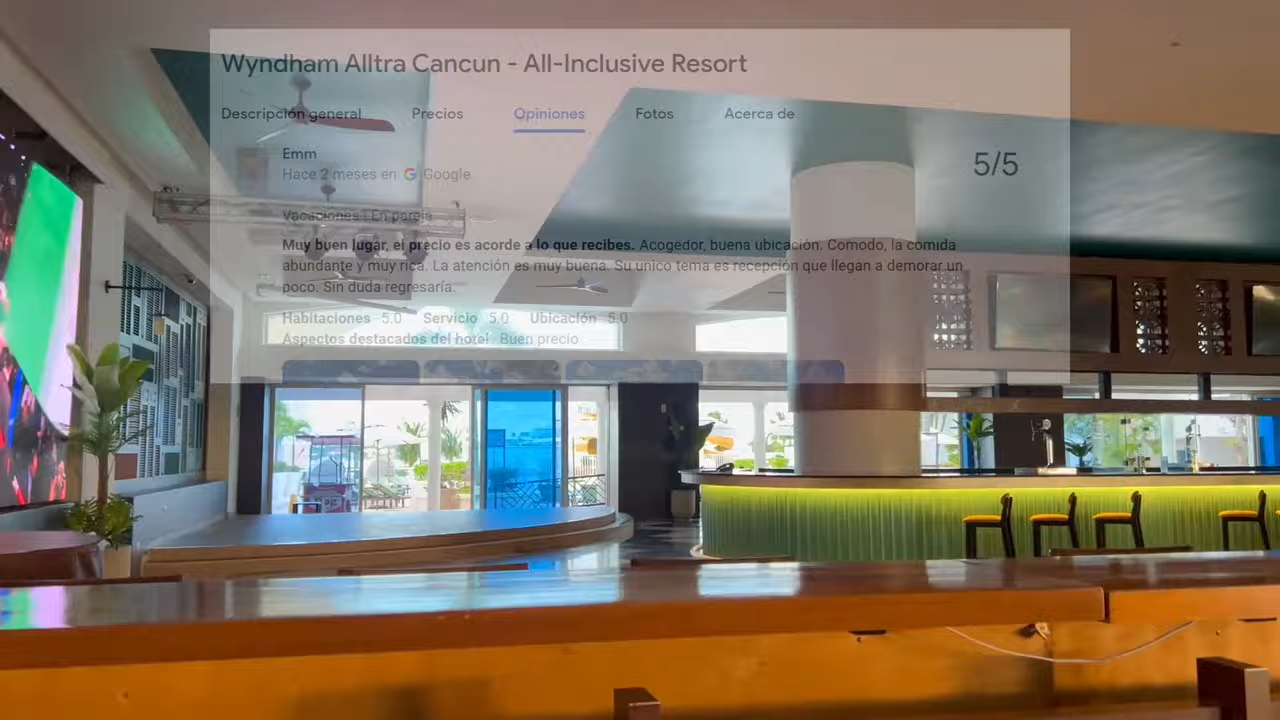 Wyndham Alltra Cancun - All-Inclusive Resort
Descripción general Precios Opiniones Fotos Acerca de
Emm
5/5
Hace 2 meses en Google
Vacaciones | En pareja
Muy buen lugar, el precio es acorde a lo que recibes. Acogedor, buena ubicación. Comodo, la comida
abundante y muy rica. La atención es muy buena. Su unico tema es recepción que llegan a demorar un
poco. Sin duda regresaría.
Habitaciones 5.0 Servicio 5.0 Ubicación 5.0
Aspectos destacados del hotel · Buen precio